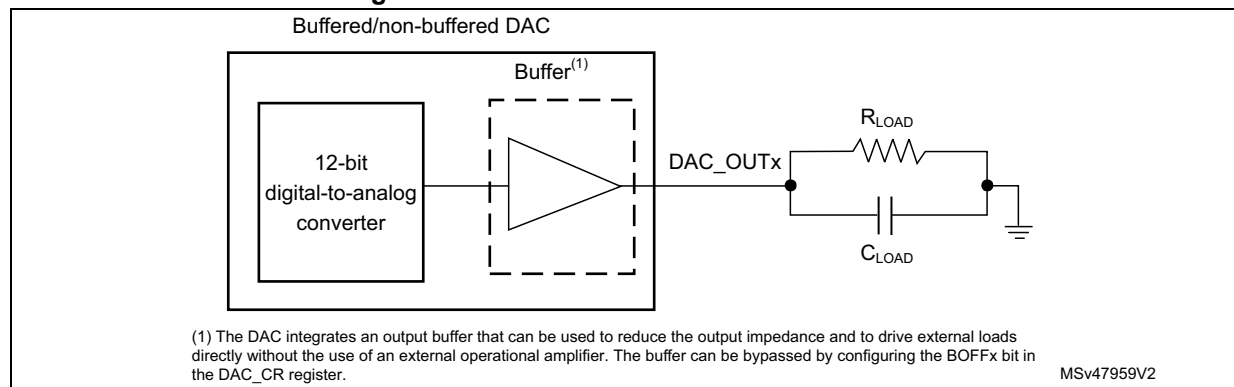 Buffered/non-buffered DAC
Buffer(1)
12-bit
digital-to-analog
converter
DAC_OUTx
RLOAD
CLOAD
(1) The DAC integrates an output buffer that can be used to reduce the output impedance and to drive external loads
directly without the use of an external operational amplifier. The buffer can be bypassed by configuring the BOFFx bit in
the DAC_CR register.
MSv47959V2